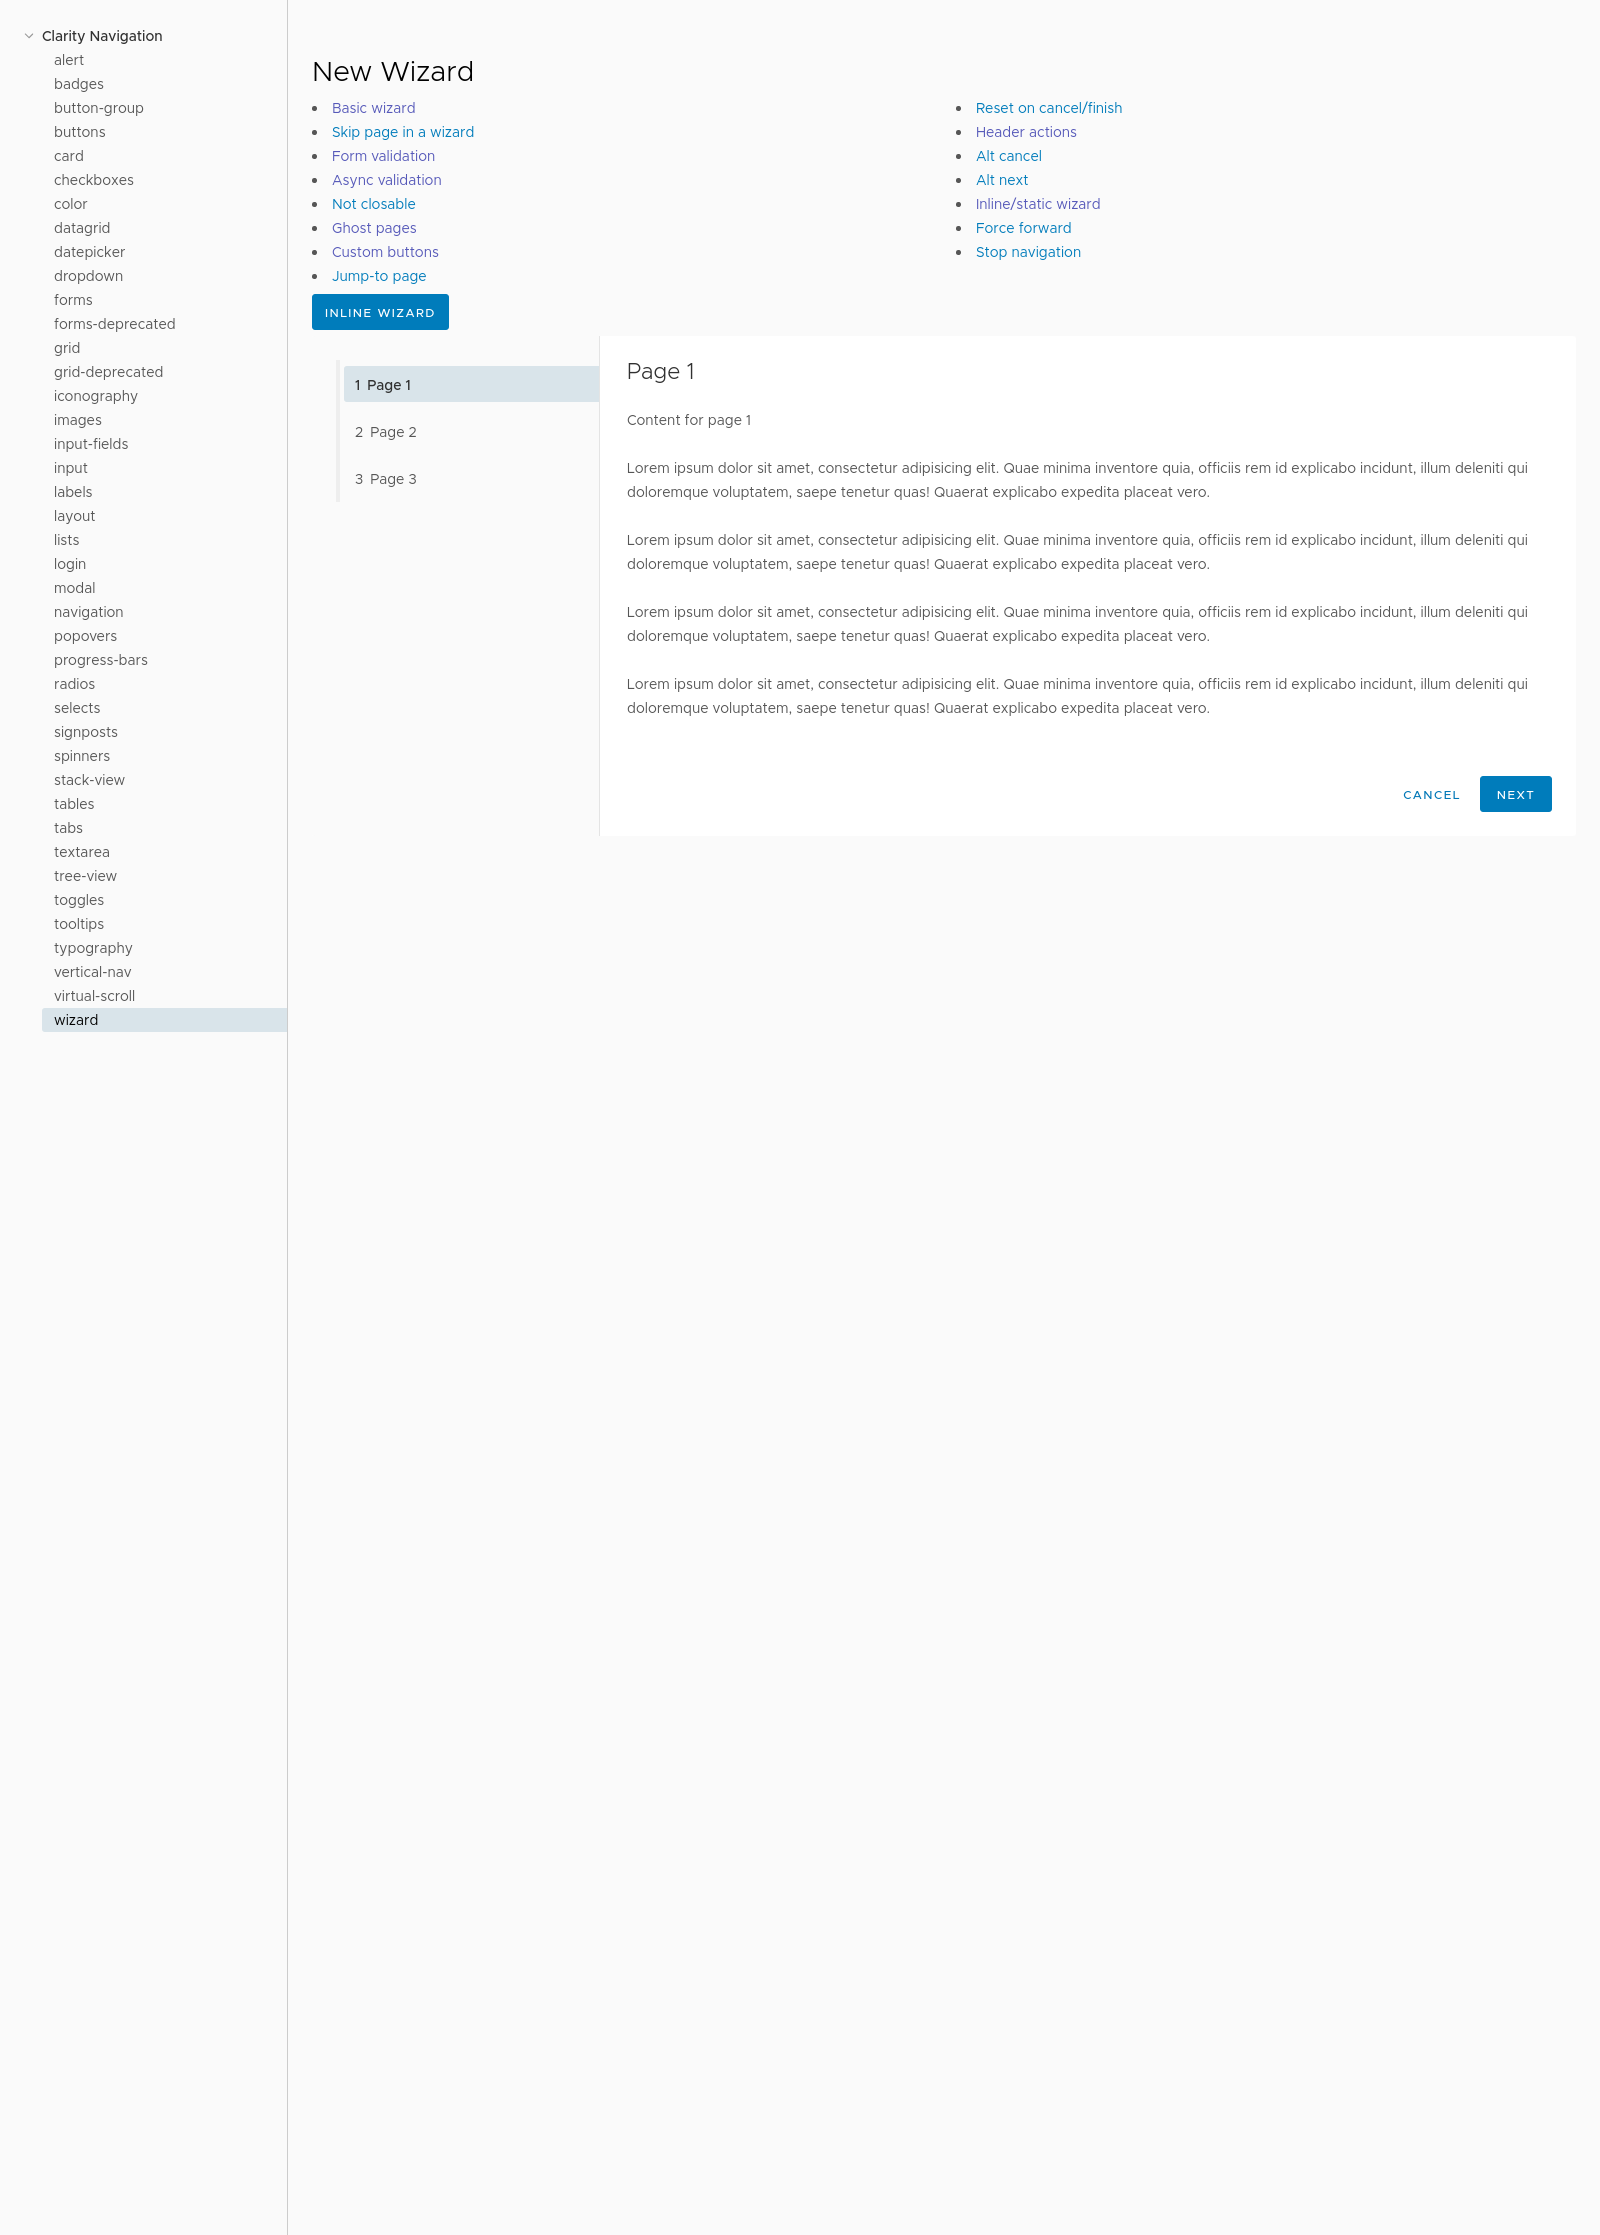 Clarity Navigation
alert
badges
button-group
buttons
card
checkboxes
color
datagrid
datepicker
dropdown
forms
forms-deprecated
grid
grid-deprecated
iconography
images
input-fields
input
labels
layout
lists
login
modal
navigation
popovers
progress-bars
radios
selects
signposts
spinners
stack-view
tables
tabs
textarea
tree-view
toggles
tooltips
typography
vertical-nav
virtual-scroll
wizard
New Wizard
Basic wizard
Skip page in a wizard
Form validation
Async validation
Not closable
Ghost pages
Custom buttons
Jump-to page
Reset on cancel/finish
Header actions
Alt cancel
Alt next
Inline/static wizard
Force forward
Stop navigation
INLINE WIZARD
1 Page 1
2 Page 2
3 Page 3
Page 1
Content for page 1
Lorem ipsum dolor sit amet, consectetur adipisicing elit. Quae minima inventore quia, officiis rem id explicabo incidunt, illum deleniti qui
doloremque voluptatem, saepe tenetur quas! Quaerat explicabo expedita placeat vero.
Lorem ipsum dolor sit amet, consectetur adipisicing elit. Quae minima inventore quia, officiis rem id explicabo incidunt, illum deleniti qui
doloremque voluptatem, saepe tenetur quas! Quaerat explicabo expedita placeat vero.
Lorem ipsum dolor sit amet, consectetur adipisicing elit. Quae minima inventore quia, officiis rem id explicabo incidunt, illum deleniti qui
doloremque voluptatem, saepe tenetur quas! Quaerat explicabo expedita placeat vero.
Lorem ipsum dolor sit amet, consectetur adipisicing elit. Quae minima inventore quia, officiis rem id explicabo incidunt, illum deleniti qui
doloremque voluptatem, saepe tenetur quas! Quaerat explicabo expedita placeat vero.
CANCEL NEXT